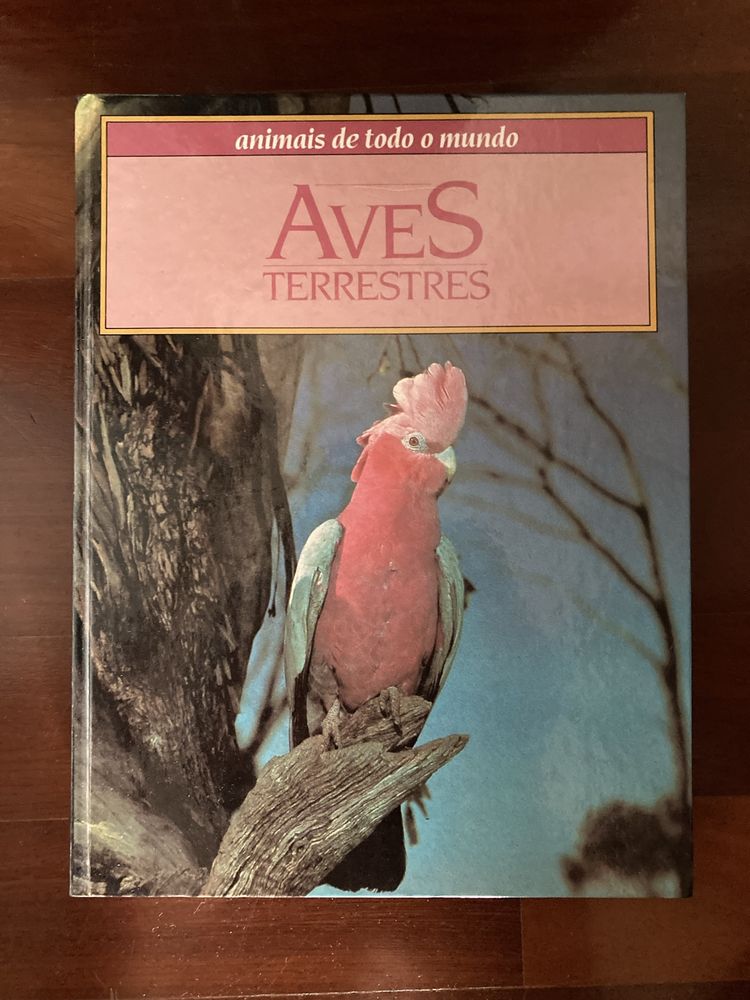 animais de todo o mundo
AVES
TERRESTRES